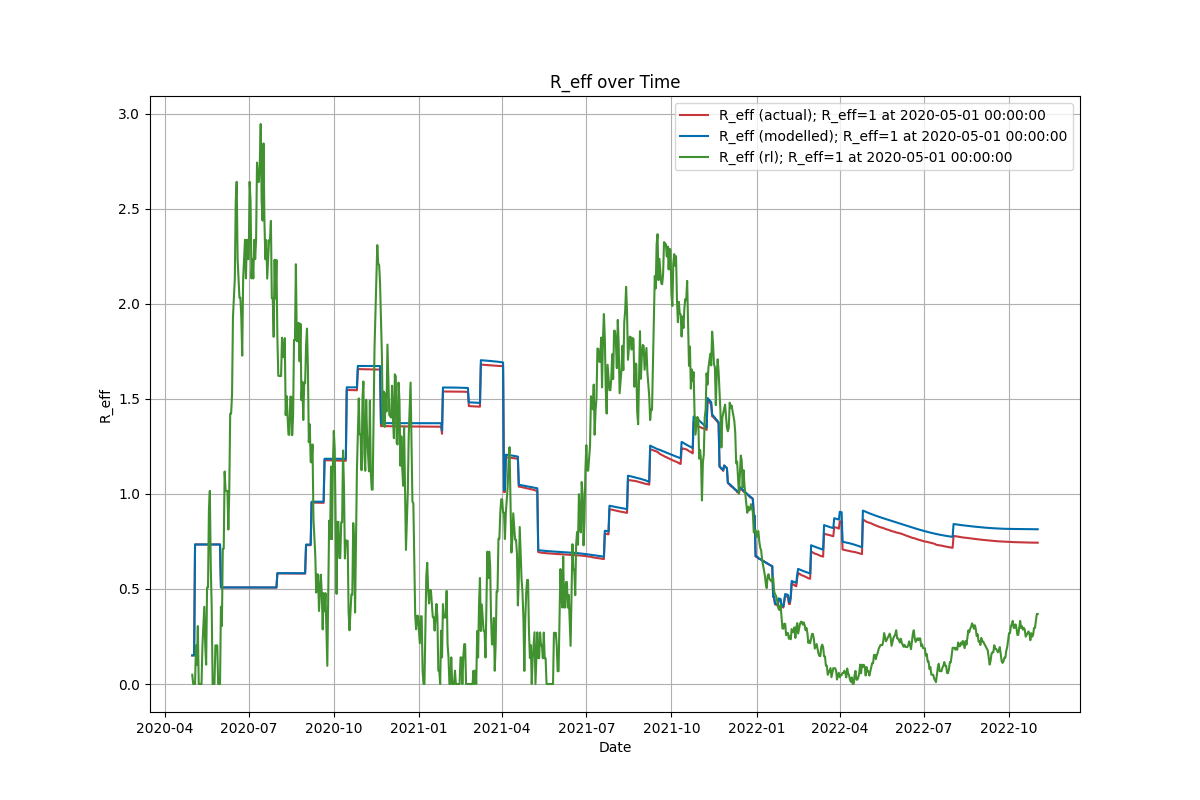 R_eff over Time
R_eff (actual); R_eff=1 at 2020-05-01 00:00:00
R_eff (modelled); R_eff=1 at 2020-05-01 00:00:00
R_eff (rl); R_eff=1 at 2020-05-01 00:00:00
3.0
2.5
2.0
1.5
1.0
0.5
0.0
R_eff
2020-04 2020-07 2020-10 2021-01 2021-04 2021-07 2021-10 2022-01 2022-04 2022-07 2022-10
Date